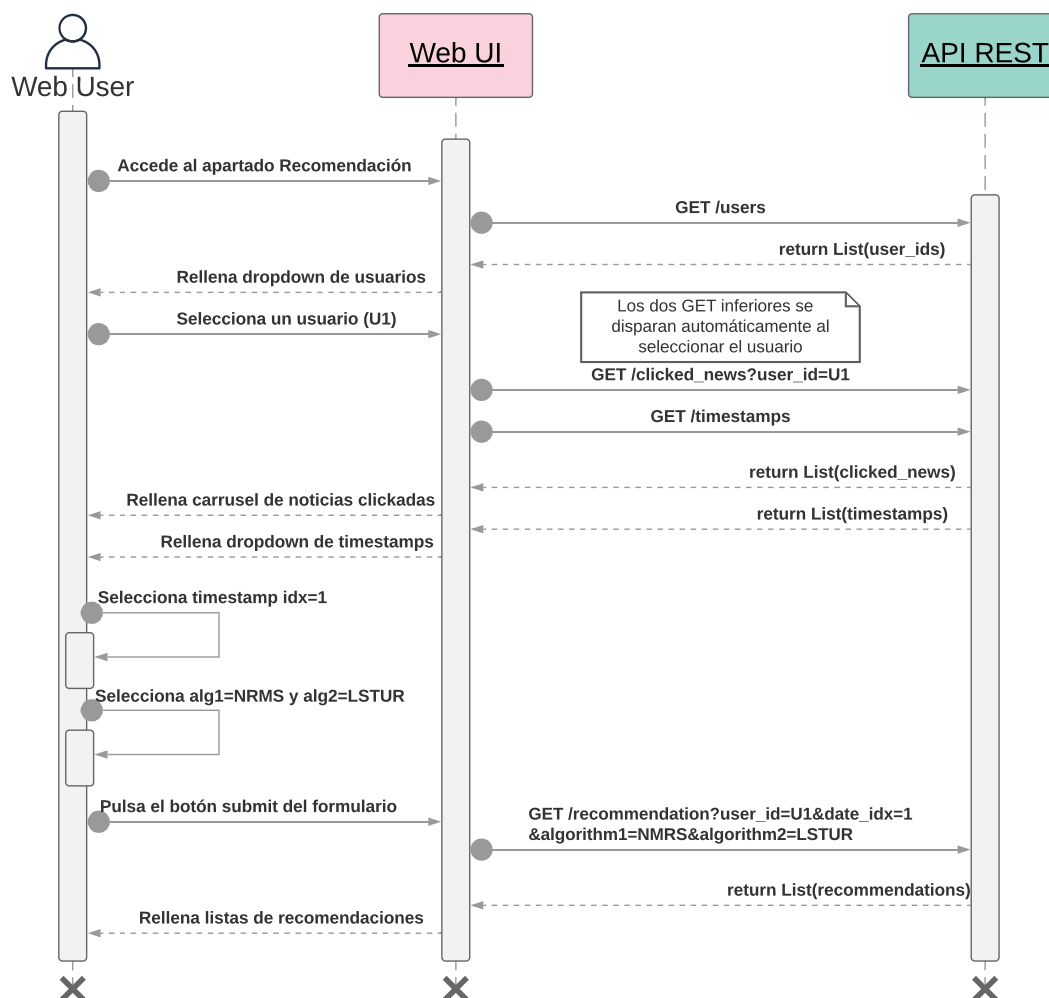 Web User
Web UI
API REST
Accede al apartado Recomendación
GET /users
return List(user_ids)
Rellena dropdown de usuarios
Selecciona un usuario (U1)
Los dos GET inferiores se
disparan automáticamente al
seleccionar el usuario
GET /clicked_news?user_id=U1
GET /timestamps
return List(clicked_news)
Rellena carrusel de noticias clickadas
return List(timestamps)
Rellena dropdown de timestamps
Selecciona timestamp idx=1
Selecciona alg1=NRMS y alg2=LSTUR
Pulsa el botón submit del formulario
GET /recommendation?user_id=U1&date_idx=1
&algorithm1=NMRS&algorithm2=LSTUR
return List(recommendations)
Rellena listas de recomendaciones